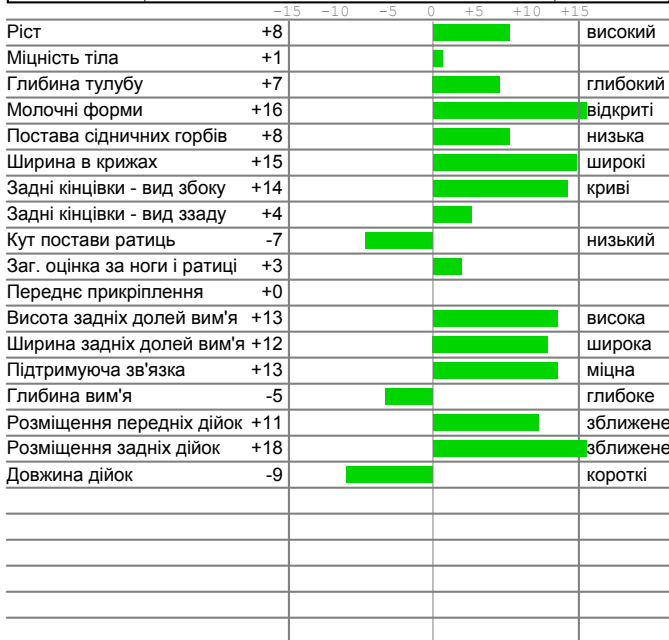 -15 -10 -5 0 +5 +10 +15
Ріст +8 високий
Міцність тіла +1
Глибина тулубу +7 глибокий
Молочні форми +16 відкриті
Постава сідничних горбів +8 низька
Ширина в крижах +15 широкі
Задні кінцівки - вид збоку +14 криві
Задні кінцівки - вид ззаду +4
Кут постави ратиць -7 низький
Заг. оцінка за ноги і ратиці +3
Переднє прикріплення +0
Висота задніх долей вим'я +13 висока
Ширина задніх долей вим'я +12 широка
Підтримуюча зв'язка +13 міцна
Глибина вим'я -5 глибоке
Розміщення передніх дійок +11 зближене
Розміщення задніх дійок +18 зближене
Довжина дійок -9 короткі